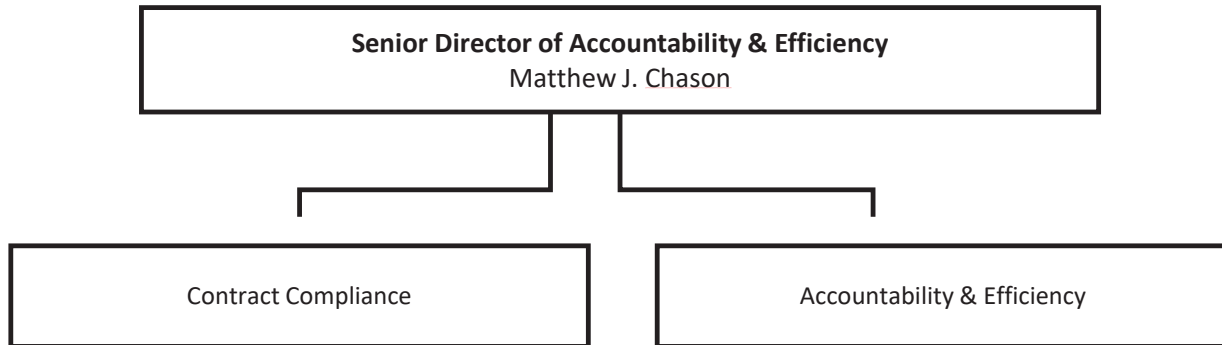 Senior Director of Accountability & Efficiency
Matthew J. Chason
Contract Compliance
Accountability & Efficiency